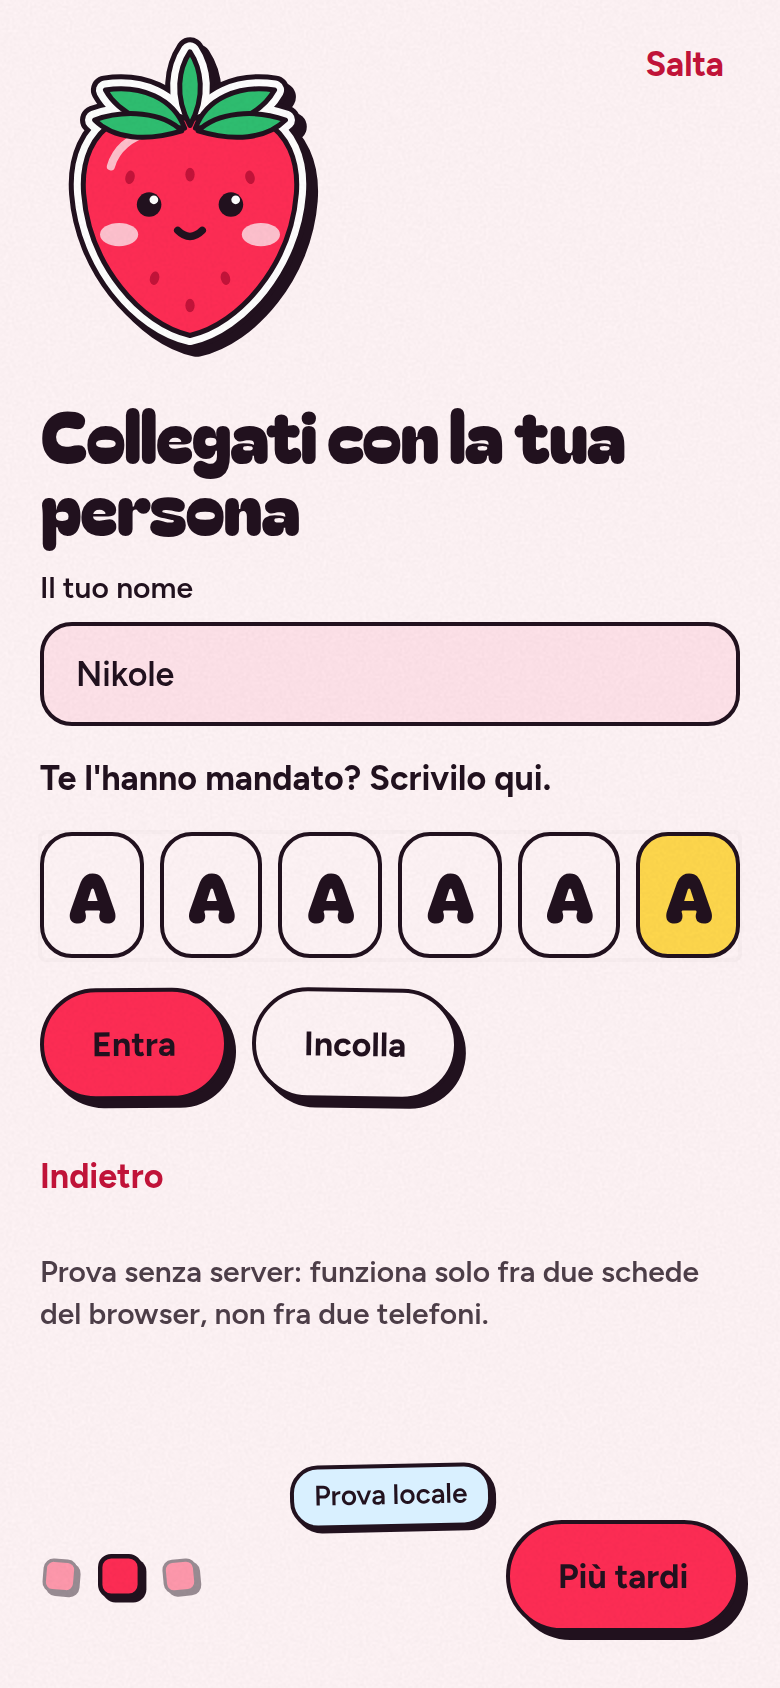 Salta
Collegati con la tua
persona
Il tuo nome
Nikole
Te l'hanno mandato? Scrivilo qui.
A A A A A A
Entra Incolla
Indietro
Prova senza server: funziona solo fra due schede
del browser, non fra due telefoni.
Prova locale
Più tardi